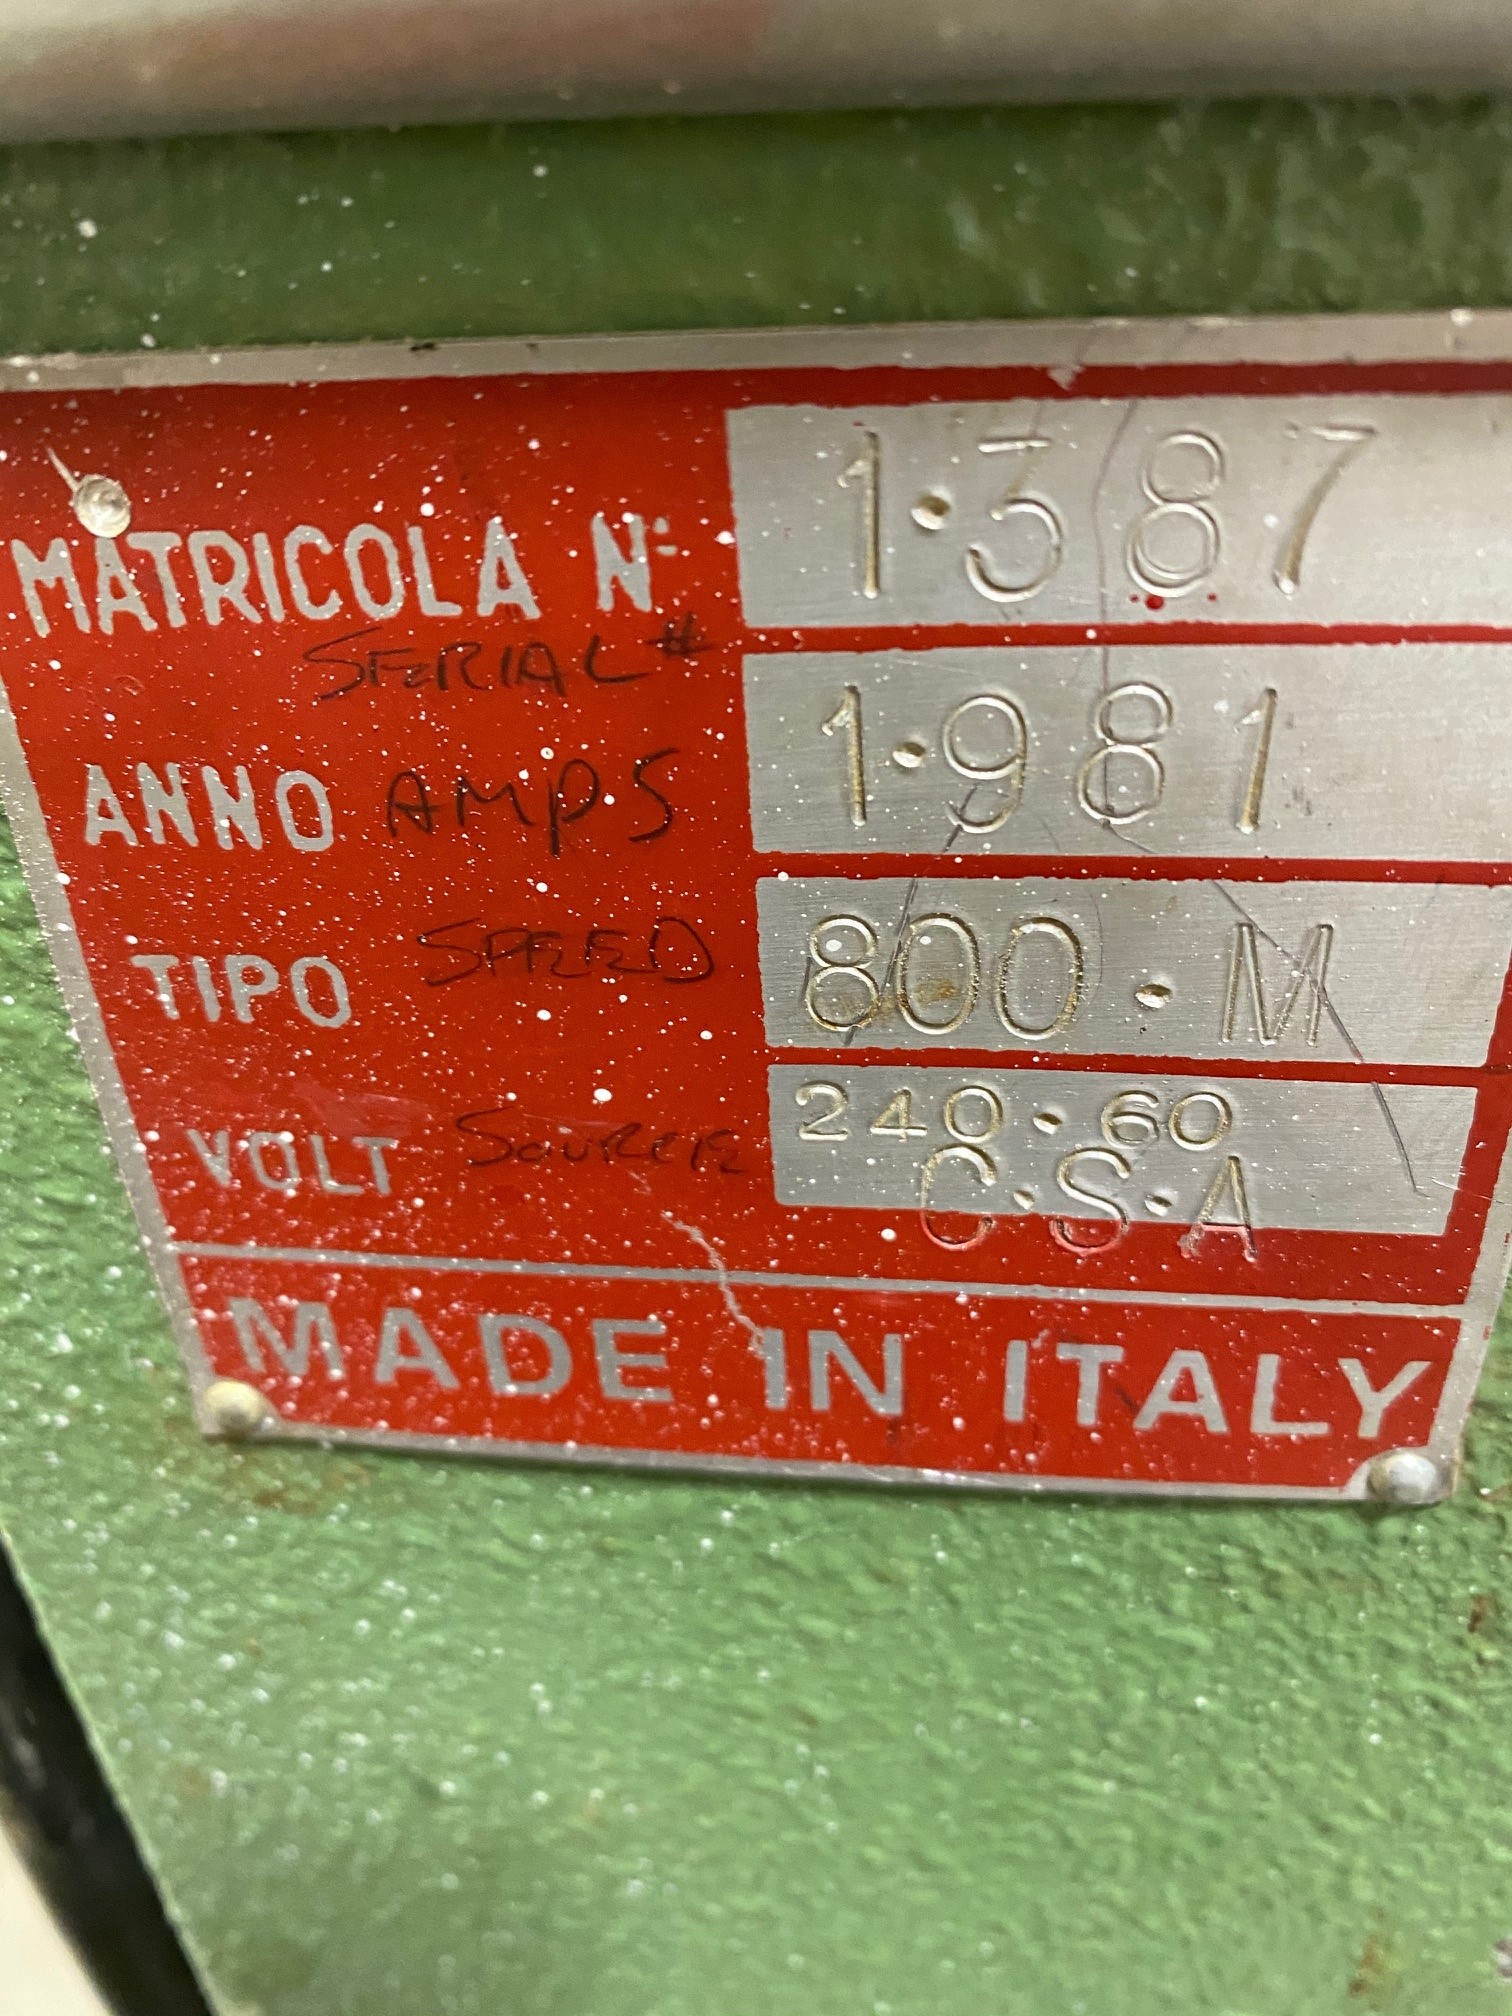 MATRICOLA N: 1·387
SERIAL #
ANNO AMPS 1·981
TIPO SPEED 800·M
VOLT SOURCE 240·60
C·S·A
MADE IN ITALY